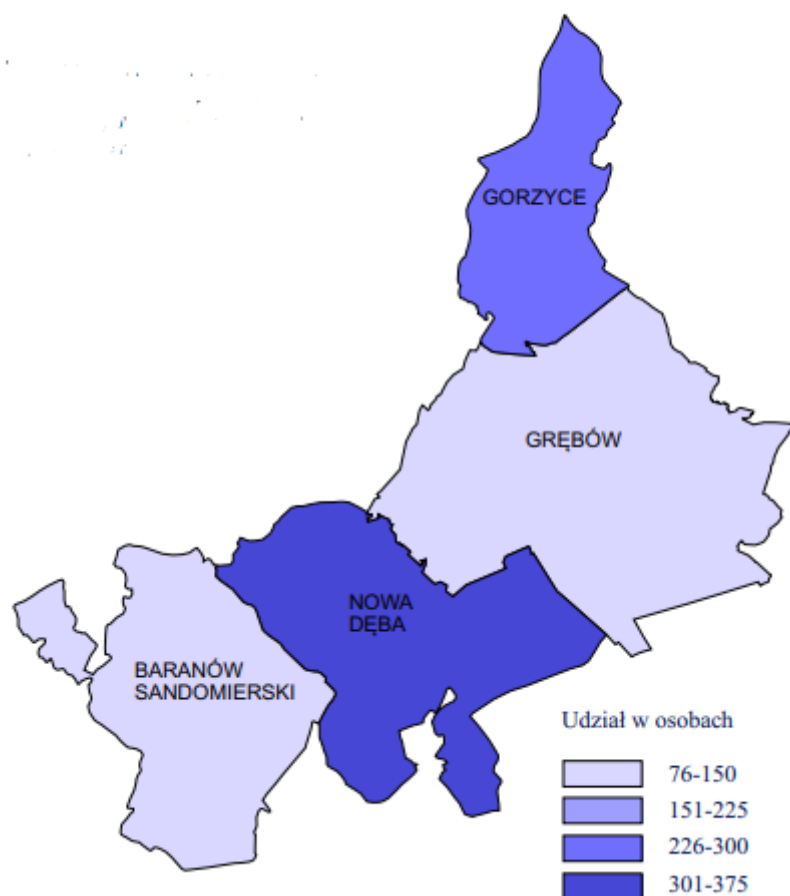 GORZYCE
GRĘBÓW
NOWA
DĘBA
BARANÓW
SANDOMIERSKI
Udział w osobach
76-150
151-225
226-300
301-375